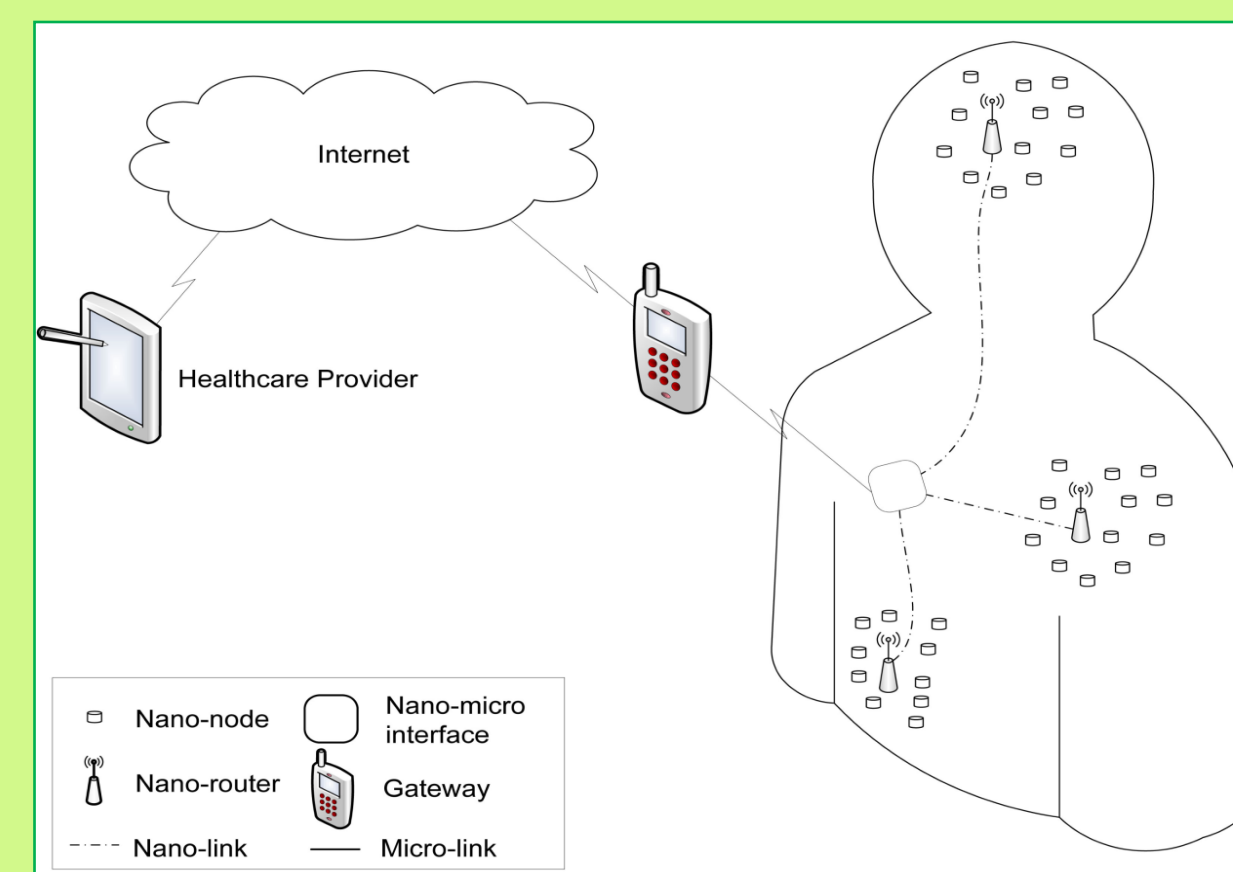 Internet
Healthcare Provider
Nano-node
Nano-micro
interface
Nano-router
Gateway
Nano-link
Micro-link